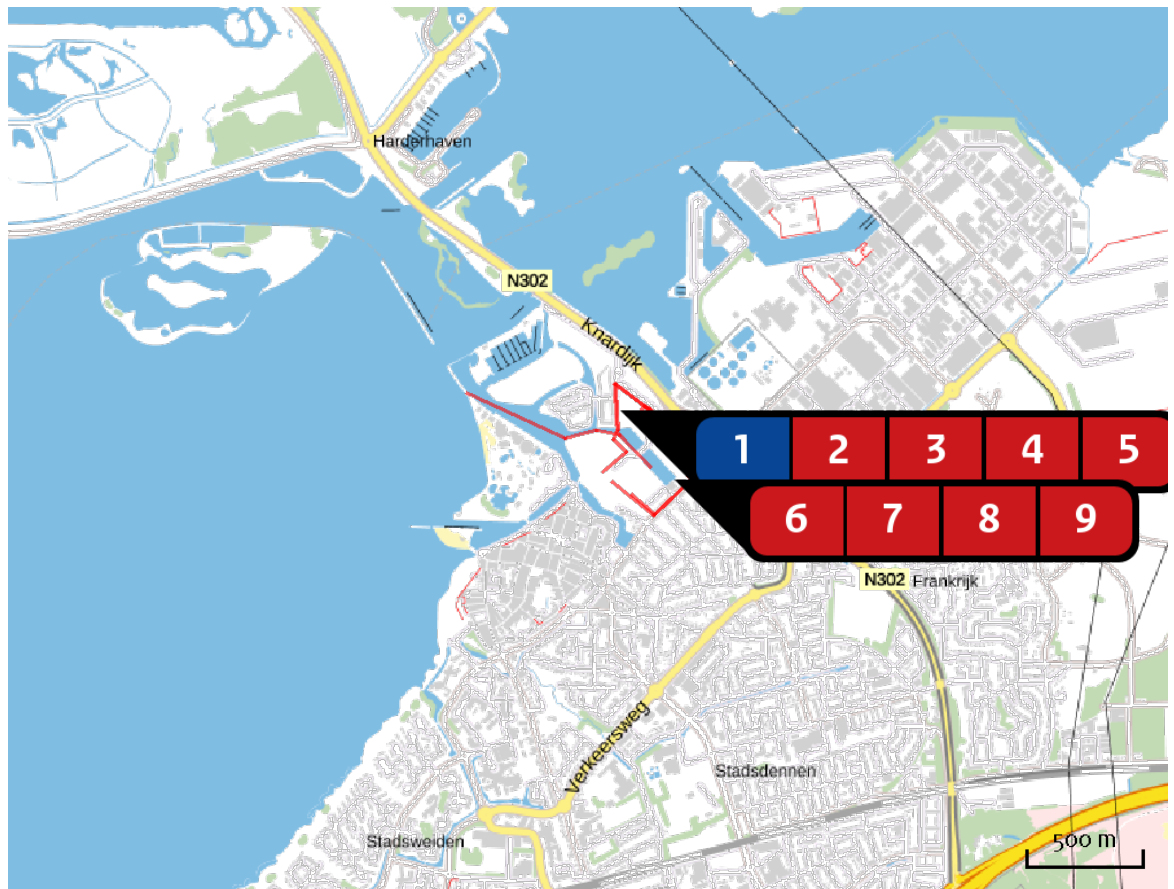 Harderhaven
N302
Knardijk
1 2 3 4 5
6 7 8 9
N302 Frankrijk
Verkeersweg
Stadsdennen
Stadsweiden
500 m